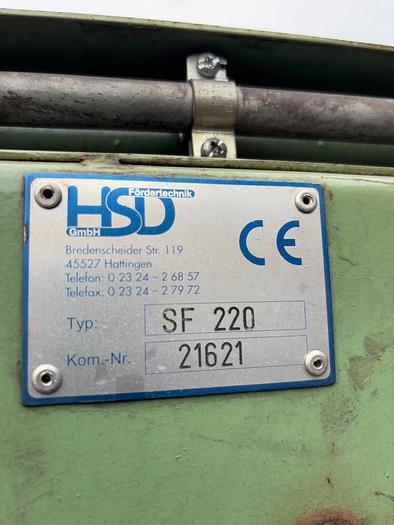 Fördertechnik
HSD
GmbH
CE
Bredenscheider Str. 119
45527 Hattingen
Telefon: 0 23 24 – 2 68 57
Telefax: 0 23 24 – 2 79 72
Typ: SF 220
Kom.-Nr. 21621